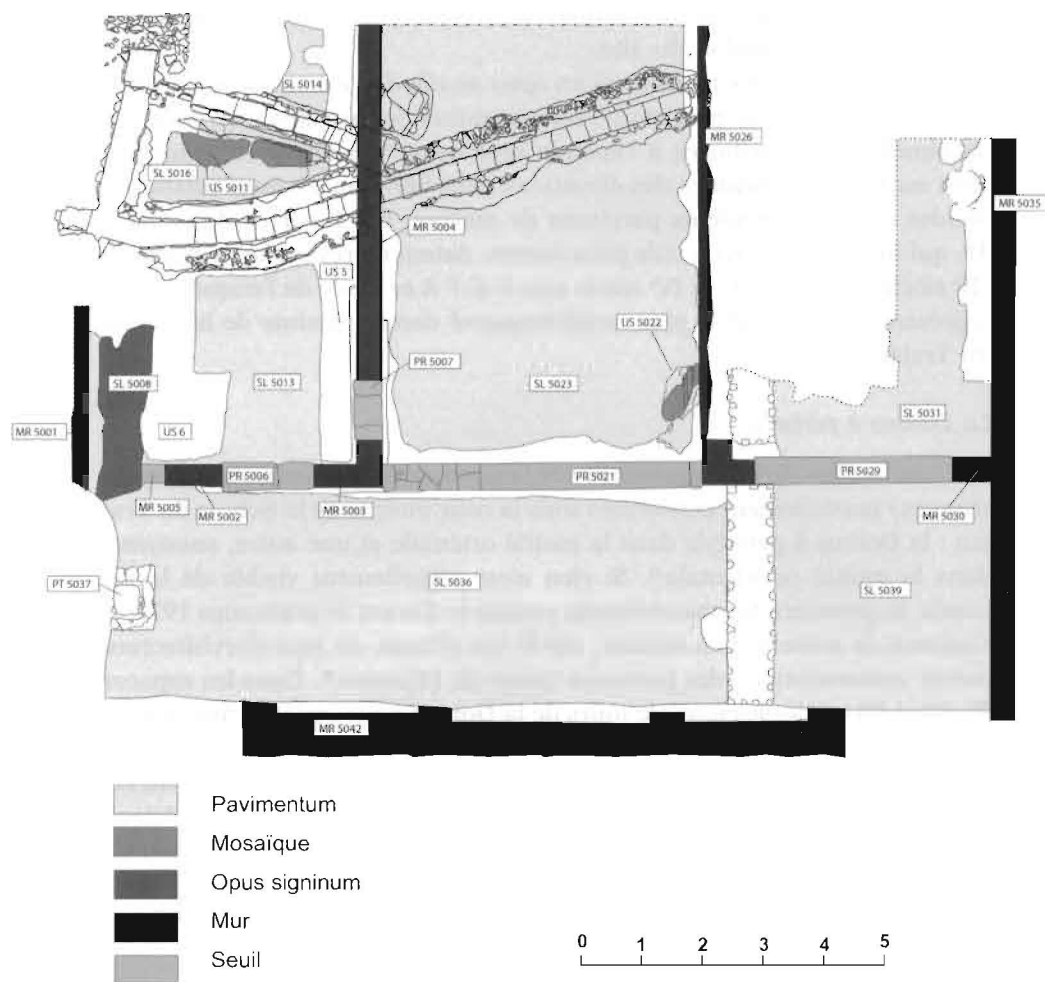 SL 5014
MR 5026
SL 5016
US 5011
MR 5035
MR 5004
US 5
US 5022
PR 5007
SL 5008
SL 5013
SL 5023
SL 5031
MR 5001
US 6
PR 5006
PR 5021
PR 5029
MR 5005
MR 5002
MR 5003
MR 5030
PT 5037
SL 5036
SL 5039
MR 5042
Pavimentum
Mosaïque
Opus signinum
Mur
Seuil
0 1 2 3 4 5